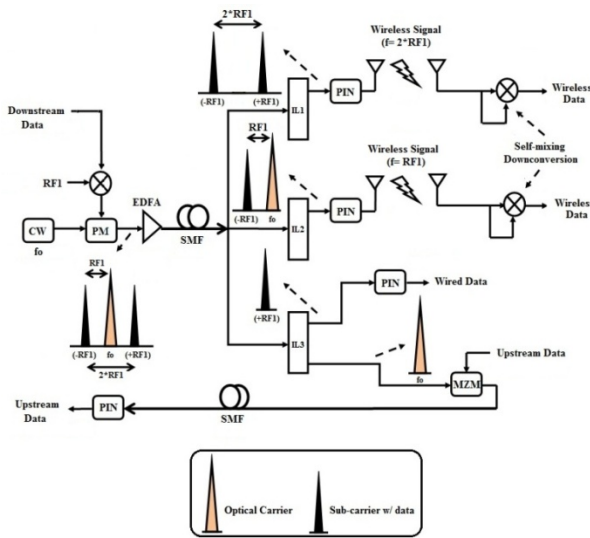 2*RF1
(-RF1)
(+RF1)
IL1
PIN
Wireless Signal
(f= 2*RF1)
Wireless
Data
Downstream
Data
RF1
(-RF1)
fo
IL2
PIN
Wireless Signal
(f= RF1)
Self-mixing
Downconversion
Wireless
Data
RF1
EDFA
CW
fo
PM
SMF
RF1
(-RF1)
fo
(+RF1)
2*RF1
(+RF1)
IL3
PIN
Wired Data
fo
Upstream Data
MZM
Upstream
Data
PIN
SMF
Optical Carrier
Sub-carrier w/ data